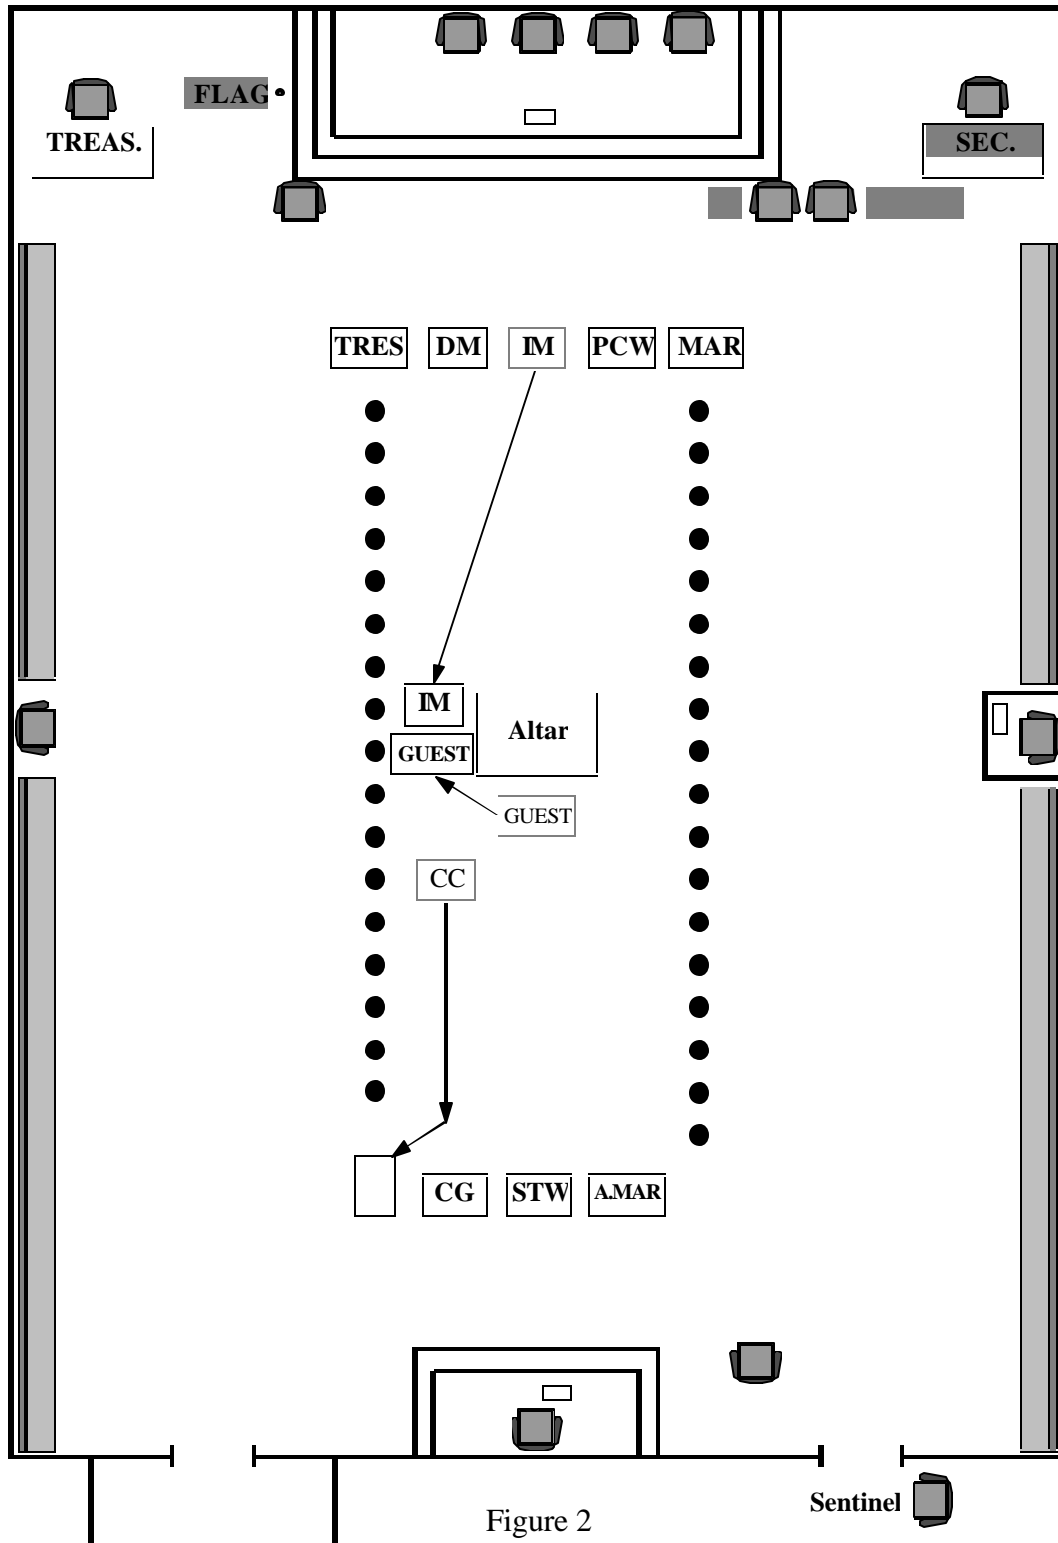 FLAG
TREAS.
SEC.
TRES DM IM PCW MAR
IM
Altar
GUEST
GUEST
CC
CG STW A.MAR
Sentinel
Figure 2